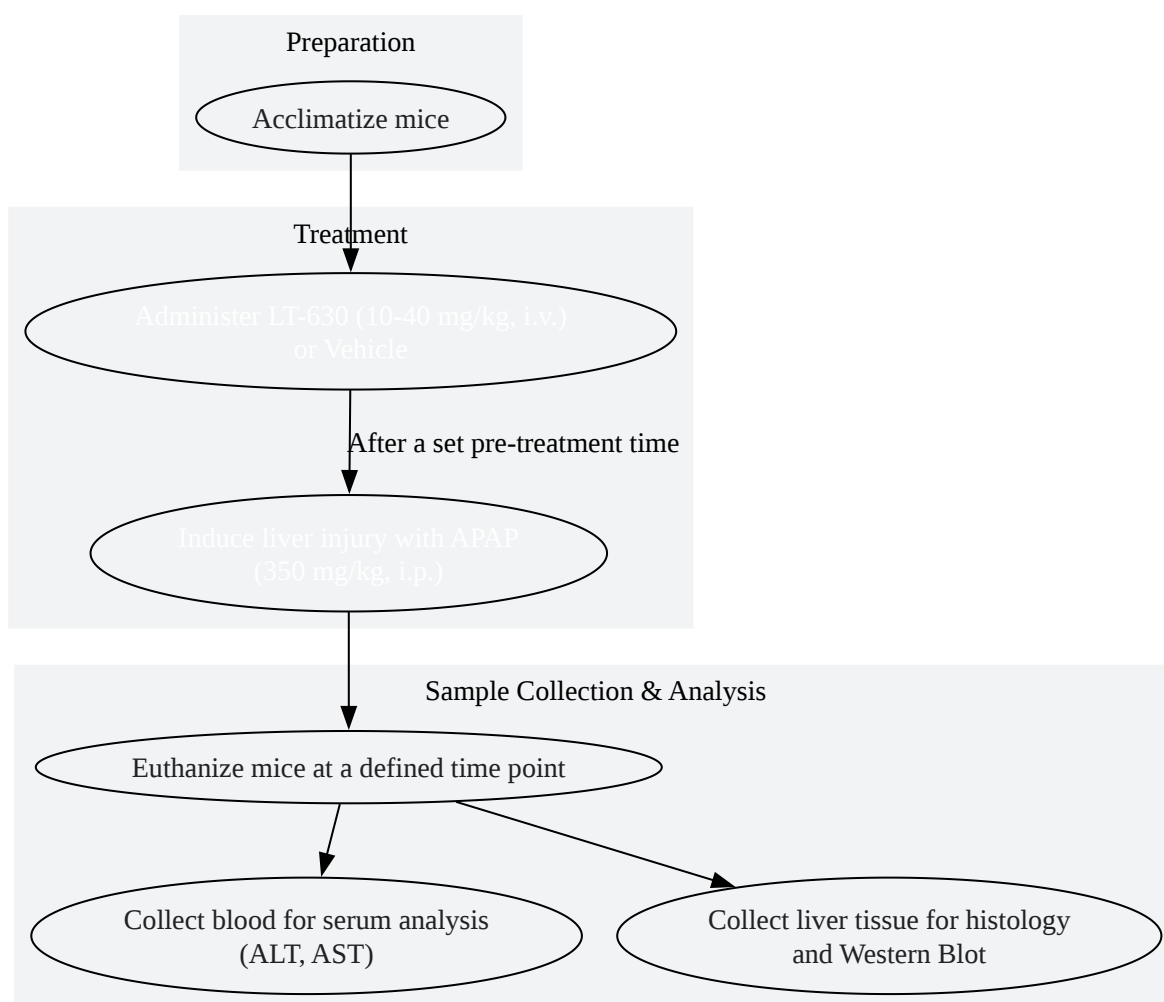 Preparation
Acclimatize mice
Treatment
Administer LT-630 (10-40 mg/kg, i.v.)
or Vehicle
After a set pre-treatment time
Induce liver injury with APAP
(350 mg/kg, i.p.)
Sample Collection & Analysis
Euthanize mice at a defined time point
Collect blood for serum analysis
(ALT, AST)
Collect liver tissue for histology
and Western Blot